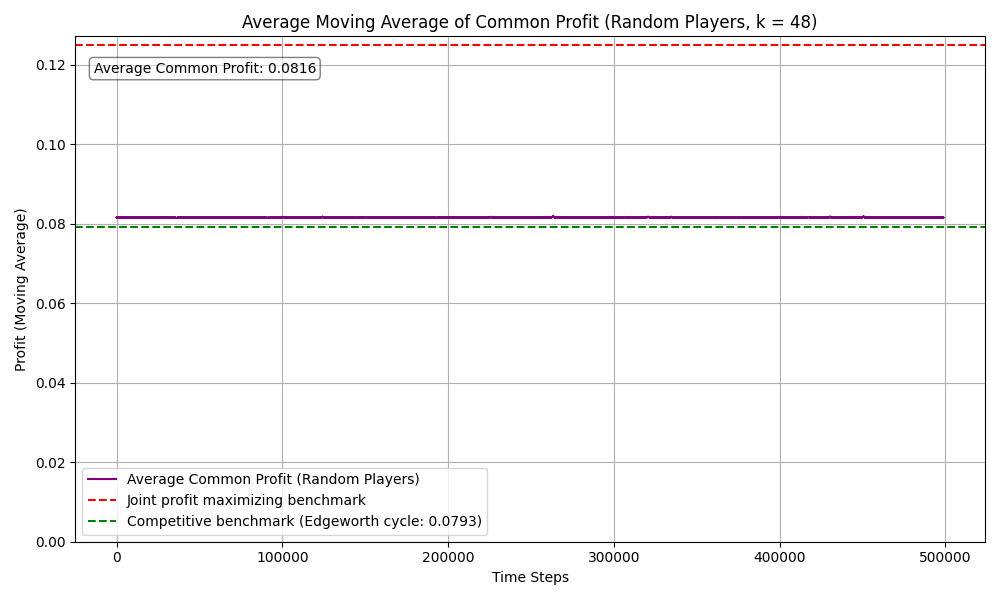 Average Moving Average of Common Profit (Random Players, k = 48)
Profit (Moving Average)
0.12
0.10
0.08
0.06
0.04
0.02
0.00
Average Common Profit: 0.0816
Average Common Profit (Random Players)
Joint profit maximizing benchmark
Competitive benchmark (Edgeworth cycle: 0.0793)
0 100000 200000 300000 400000 500000
Time Steps